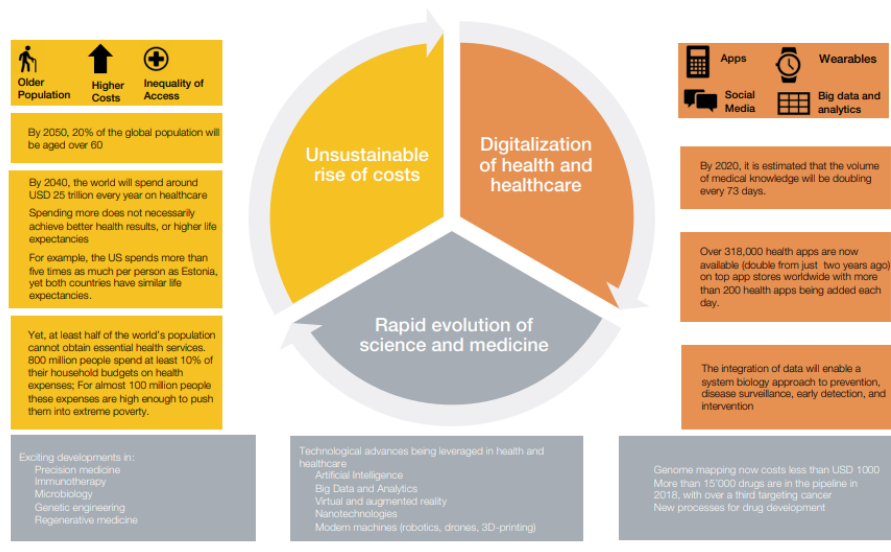 Older
Population
Higher
Costs
Inequality of
Access
By 2050, 20% of the global population will
be aged over 60
By 2040, the world will spend around
USD 25 trillion every year on healthcare
Spending more does not necessarily
achieve better health results, or higher life
expectancies
For example, the US spends more than
five times as much per person as Estonia,
yet both countries have similar life
expectancies.
Yet, at least half of the world's population
cannot obtain essential health services.
800 million people spend at least 10% of
their household budgets on health
expenses; For almost 100 million people
these expenses are high enough to push
them into extreme poverty.
Unsustainable
rise of costs
Digitalization
of health and
healthcare
Rapid evolution of
science and medicine
Apps
Wearables
Social
Media
Big data and
analytics
By 2020, it is estimated that the volume
of medical knowledge will be doubling
every 73 days.
Over 318,000 health apps are now
available (double from just two years ago)
on top app stores worldwide with more
than 200 health apps being added each
day.
The integration of data will enable a
system biology approach to prevention,
disease surveillance, early detection, and
intervention
Exciting developments in:
Precision medicine
Immunotherapy
Microbiology
Genetic engineering
Regenerative medicine
Technological advances being leveraged in health and
healthcare
Artificial Intelligence
Big Data and Analytics
Virtual and augmented reality
Nanotechnologies
Modern machines (robotics, drones, 3D-printing)
Genome mapping now costs less than USD 1000
More than 15'000 drugs are in the pipeline in
2018, with over a third targeting cancer
New processes for drug development